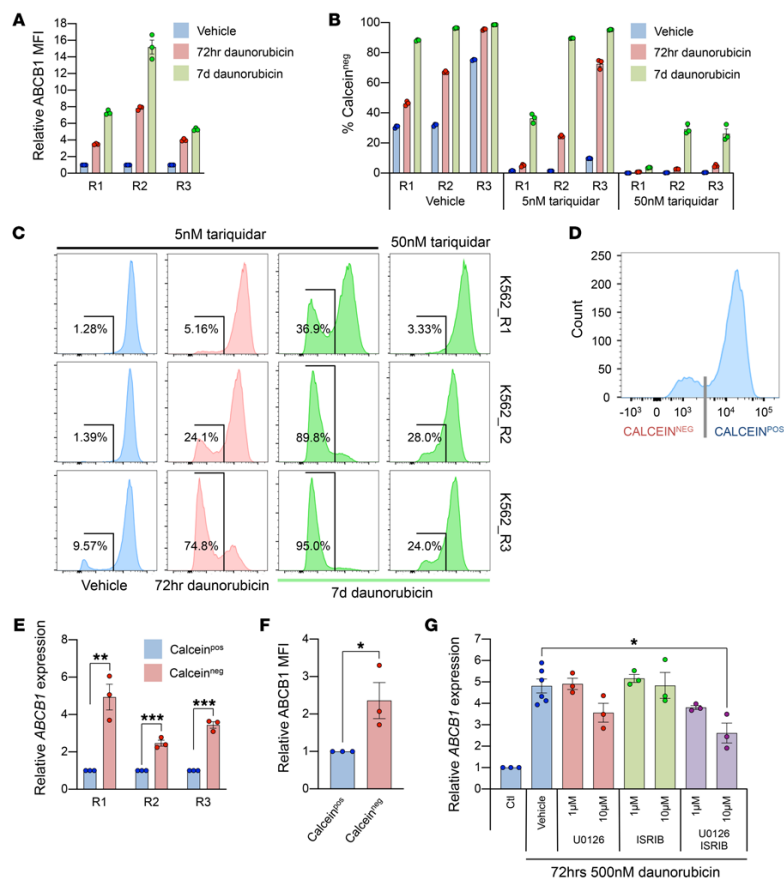 A
Relative ABCB1 MFI
18
16
14
12
10
8
6
4
2
0
R1 R2 R3
Vehicle
72hr daunorubicin
7d daunorubicin
B
% Calcein^neg
100
80
60
40
20
0
R1 R2 R3 R1 R2 R3 R1 R2 R3
Vehicle 5nM tariquidar 50nM tariquidar
Vehicle
72hr daunorubicin
7d daunorubicin
C
5nM tariquidar 50nM tariquidar
1.28% 5.16% 36.9% 3.33%
K562_R1
1.39% 24.1% 89.8% 28.0%
K562_R2
9.57% 74.8% 95.0% 24.0%
K562_R3
Vehicle 72hr daunorubicin 7d daunorubicin
D
Count
250
200
150
100
50
0
-10³ 0 10³ 10⁴ 10⁵
CALCEIN^NEG CALCEIN^POS
E
Relative ABCB1 expression
8
6
4
2
0
** *** ***
R1 R2 R3
Calcein^pos
Calcein^neg
F
Relative ABCB1 MFI
4
3
2
1
0
*
Calcein^pos Calcein^neg
G
Relative ABCB1 expression
7
6
5
4
3
2
1
0
*
Ctl Vehicle 1µM 10µM 1µM 10µM 1µM 10µM
U0126 ISRIB U0126
ISRIB
72hrs 500nM daunorubicin